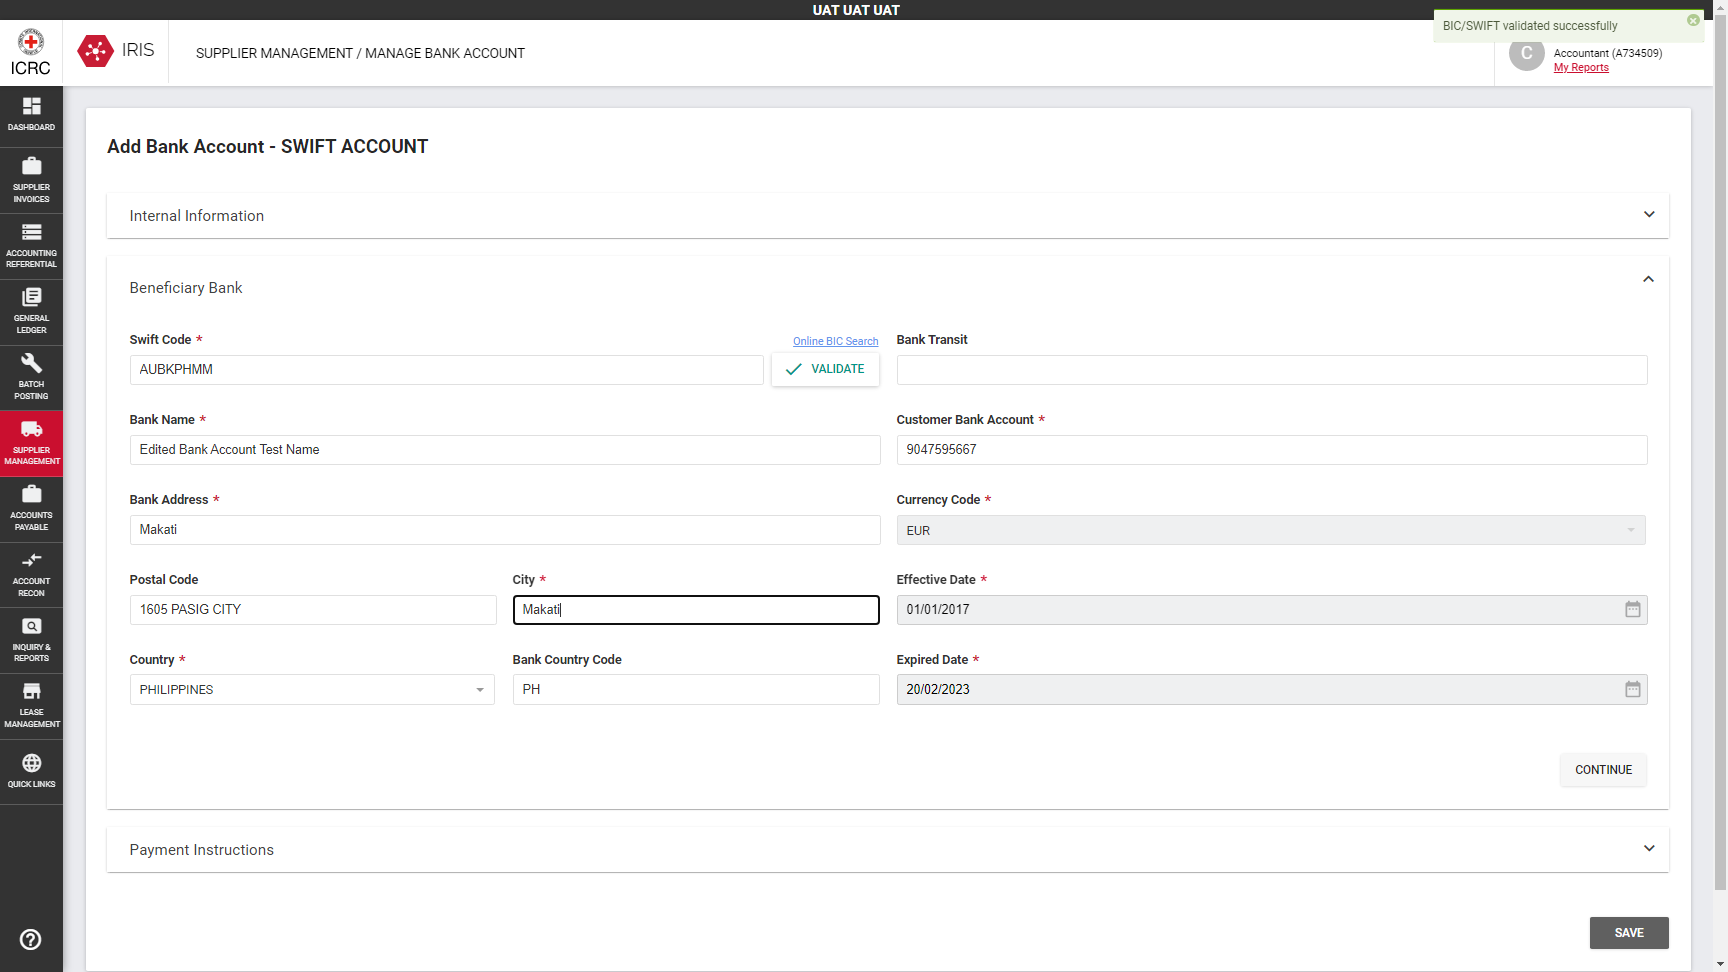 UAT UAT UAT
BIC/SWIFT validated successfully
ICRC
IRIS
SUPPLIER MANAGEMENT / MANAGE BANK ACCOUNT
C
Accountant (A734509)
My Reports
DASHBOARD
SUPPLIER
INVOICES
ACCOUNTING
REFERENTIAL
GENERAL
LEDGER
BATCH
POSTING
SUPPLIER
MANAGEMENT
ACCOUNTS
PAYABLE
ACCOUNT
RECON
INQUIRY &
REPORTS
LEASE
MANAGEMENT
QUICK LINKS
Add Bank Account - SWIFT ACCOUNT
Internal Information
Beneficiary Bank
Swift Code *
Online BIC Search
Bank Transit
AUBKPHMM
VALIDATE
Bank Name *
Customer Bank Account *
Edited Bank Account Test Name
9047595667
Bank Address *
Currency Code *
Makati
EUR
Postal Code
City *
Effective Date *
1605 PASIG CITY
Makati
01/01/2017
Country *
Bank Country Code
Expired Date *
PHILIPPINES
PH
20/02/2023
CONTINUE
Payment Instructions
SAVE